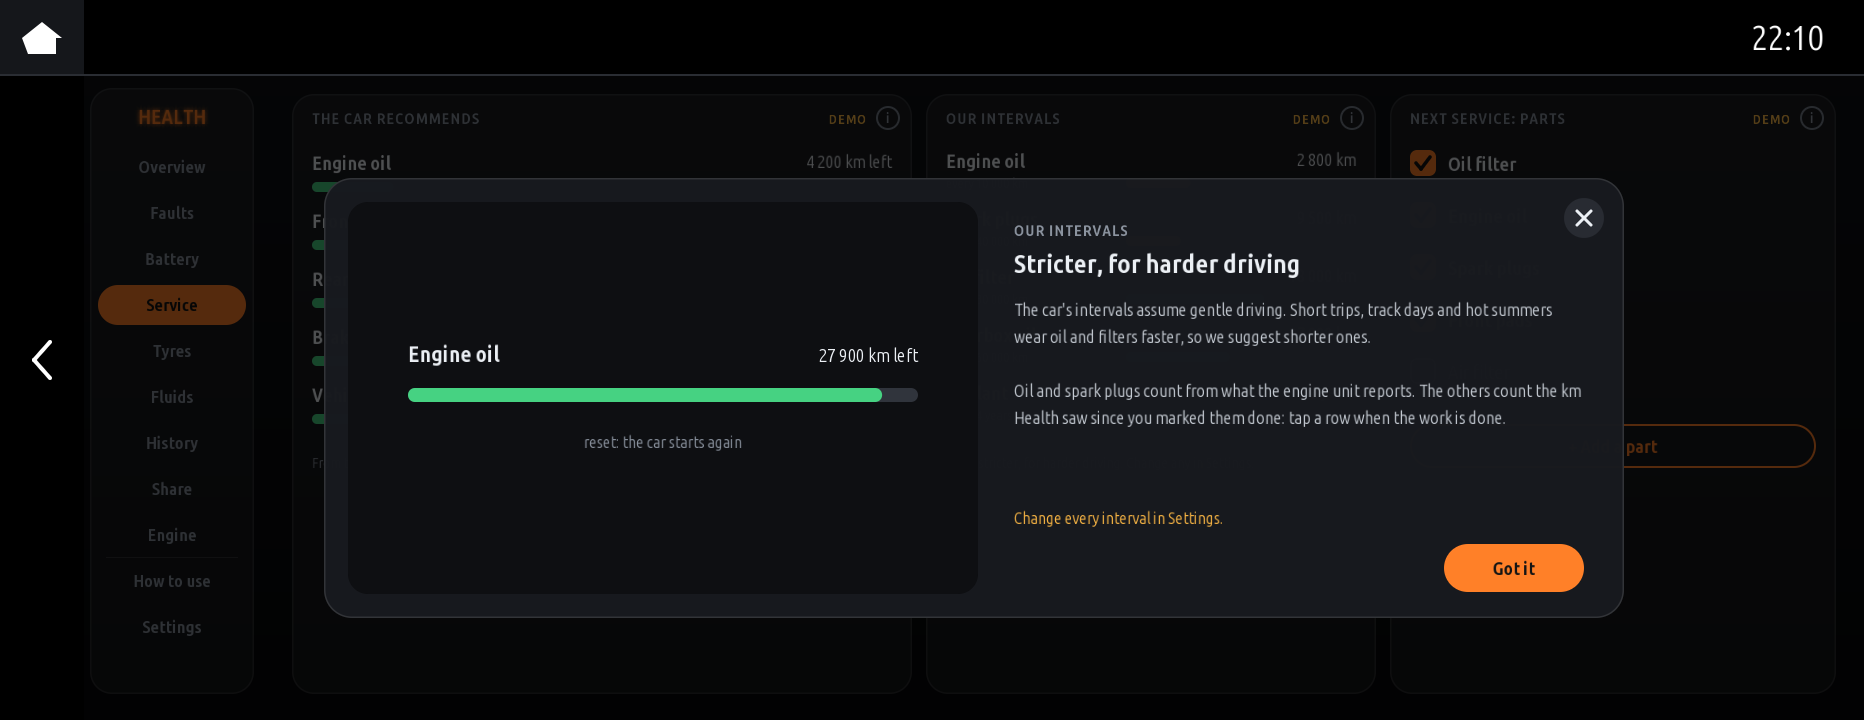 22:10
HEALTH
Overview
Faults
Battery
Service
Tyres
Fluids
History
Share
Engine
How to use
Settings
THE CAR RECOMMENDS
DEMO
i
Engine oil
4 200 km left
OUR INTERVALS
DEMO
i
Engine oil
2 800 km
NEXT SERVICE: PARTS
DEMO
i
Oil filter
part
Engine oil
27 900 km left
reset: the car starts again
OUR INTERVALS
Stricter, for harder driving
The car's intervals assume gentle driving. Short trips, track days and hot summers
wear oil and filters faster, so we suggest shorter ones.
Oil and spark plugs count from what the engine unit reports. The others count the km
Health saw since you marked them done: tap a row when the work is done.
Change every interval in Settings.
Got it